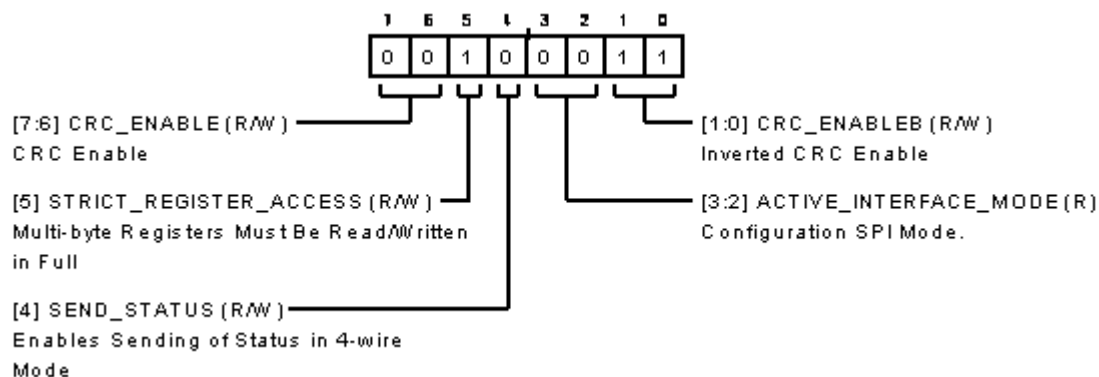 7 6 5 4 3 2 1 0
0 0 1 0 0 0 1 1
[7:6] CRC_ENABLE (R/W)
CRC Enable
[5] STRICT_REGISTER_ACCESS (R/W)
Multi-byte Registers Must Be Read/Written
in Full
[4] SEND_STATUS (R/W)
Enables Sending of Status in 4-wire
Mode
[1:0] CRC_ENABLEB (R/W)
Inverted CRC Enable
[3:2] ACTIVE_INTERFACE_MODE (R)
Configuration SPI Mode.